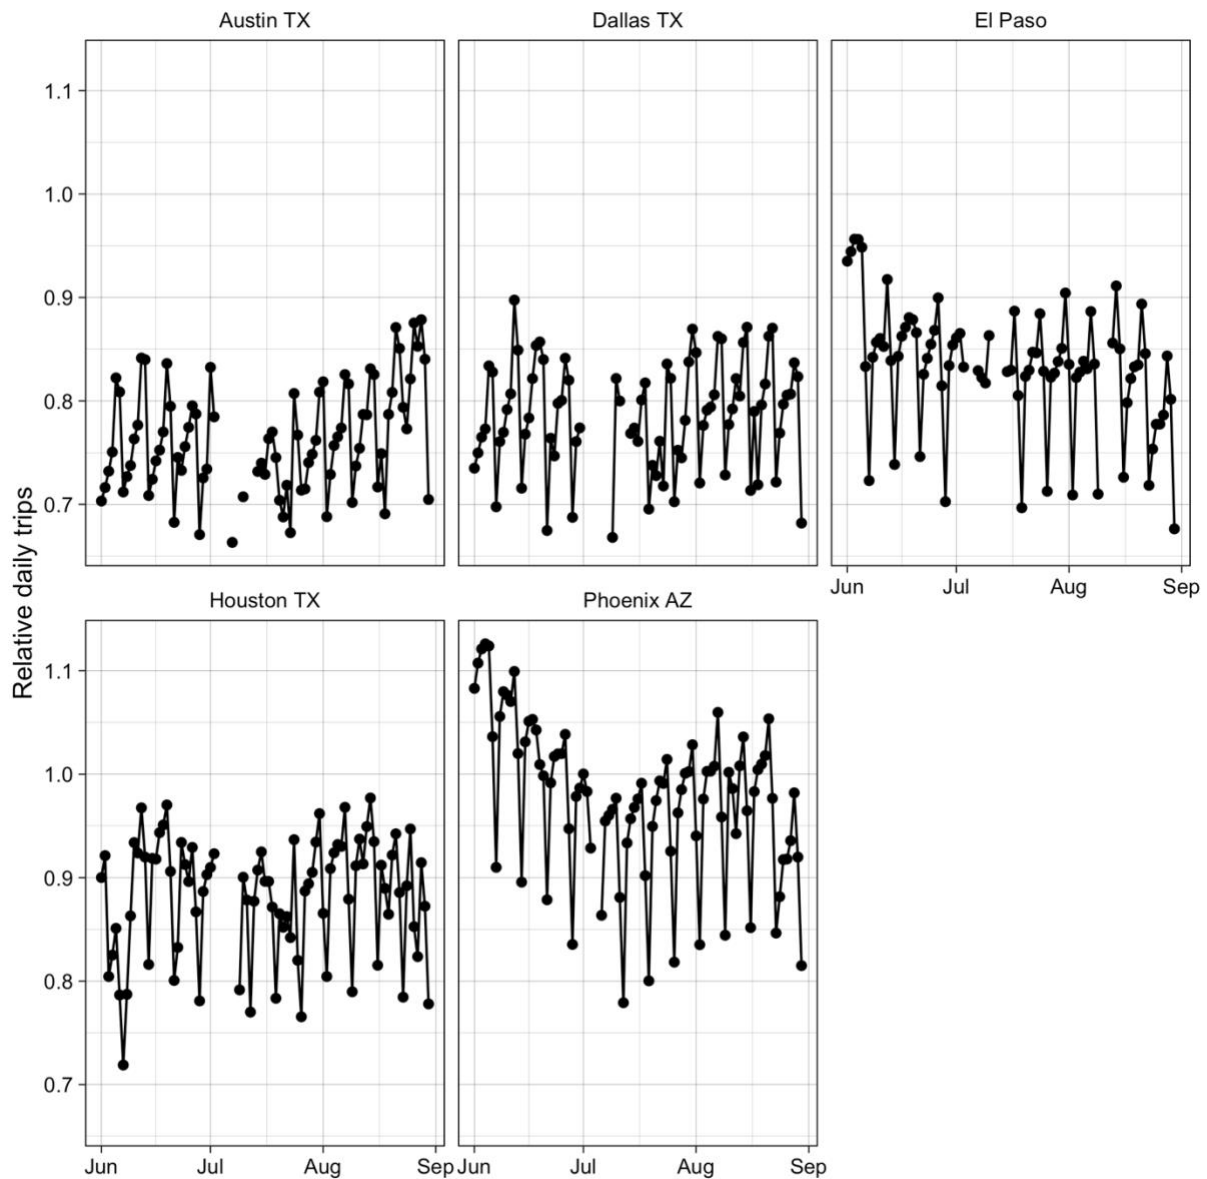 Austin TX
Dallas TX
El Paso
1.1
1.0
0.9
0.8
0.7
Jun
Jul
Aug
Sep
Relative daily trips
Houston TX
Phoenix AZ
1.1
1.0
0.9
0.8
0.7
Jun
Jul
Aug
Sep
Jun
Jul
Aug
Sep